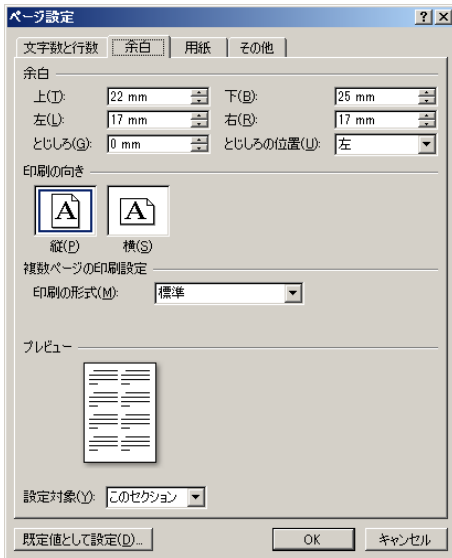 ページ設定
文字数と行数 余白 用紙 その他
余白
上(T): 22 mm 下(B): 25 mm
左(L): 17 mm 右(R): 17 mm
とじしろ(G): 0 mm とじしろの位置(U): 左
印刷の向き
A A
縦(P) 横(S)
複数ページの印刷設定
印刷の形式(M): 標準
プレビュー
設定対象(Y): このセクション
既定値として設定(D)... OK キャンセル